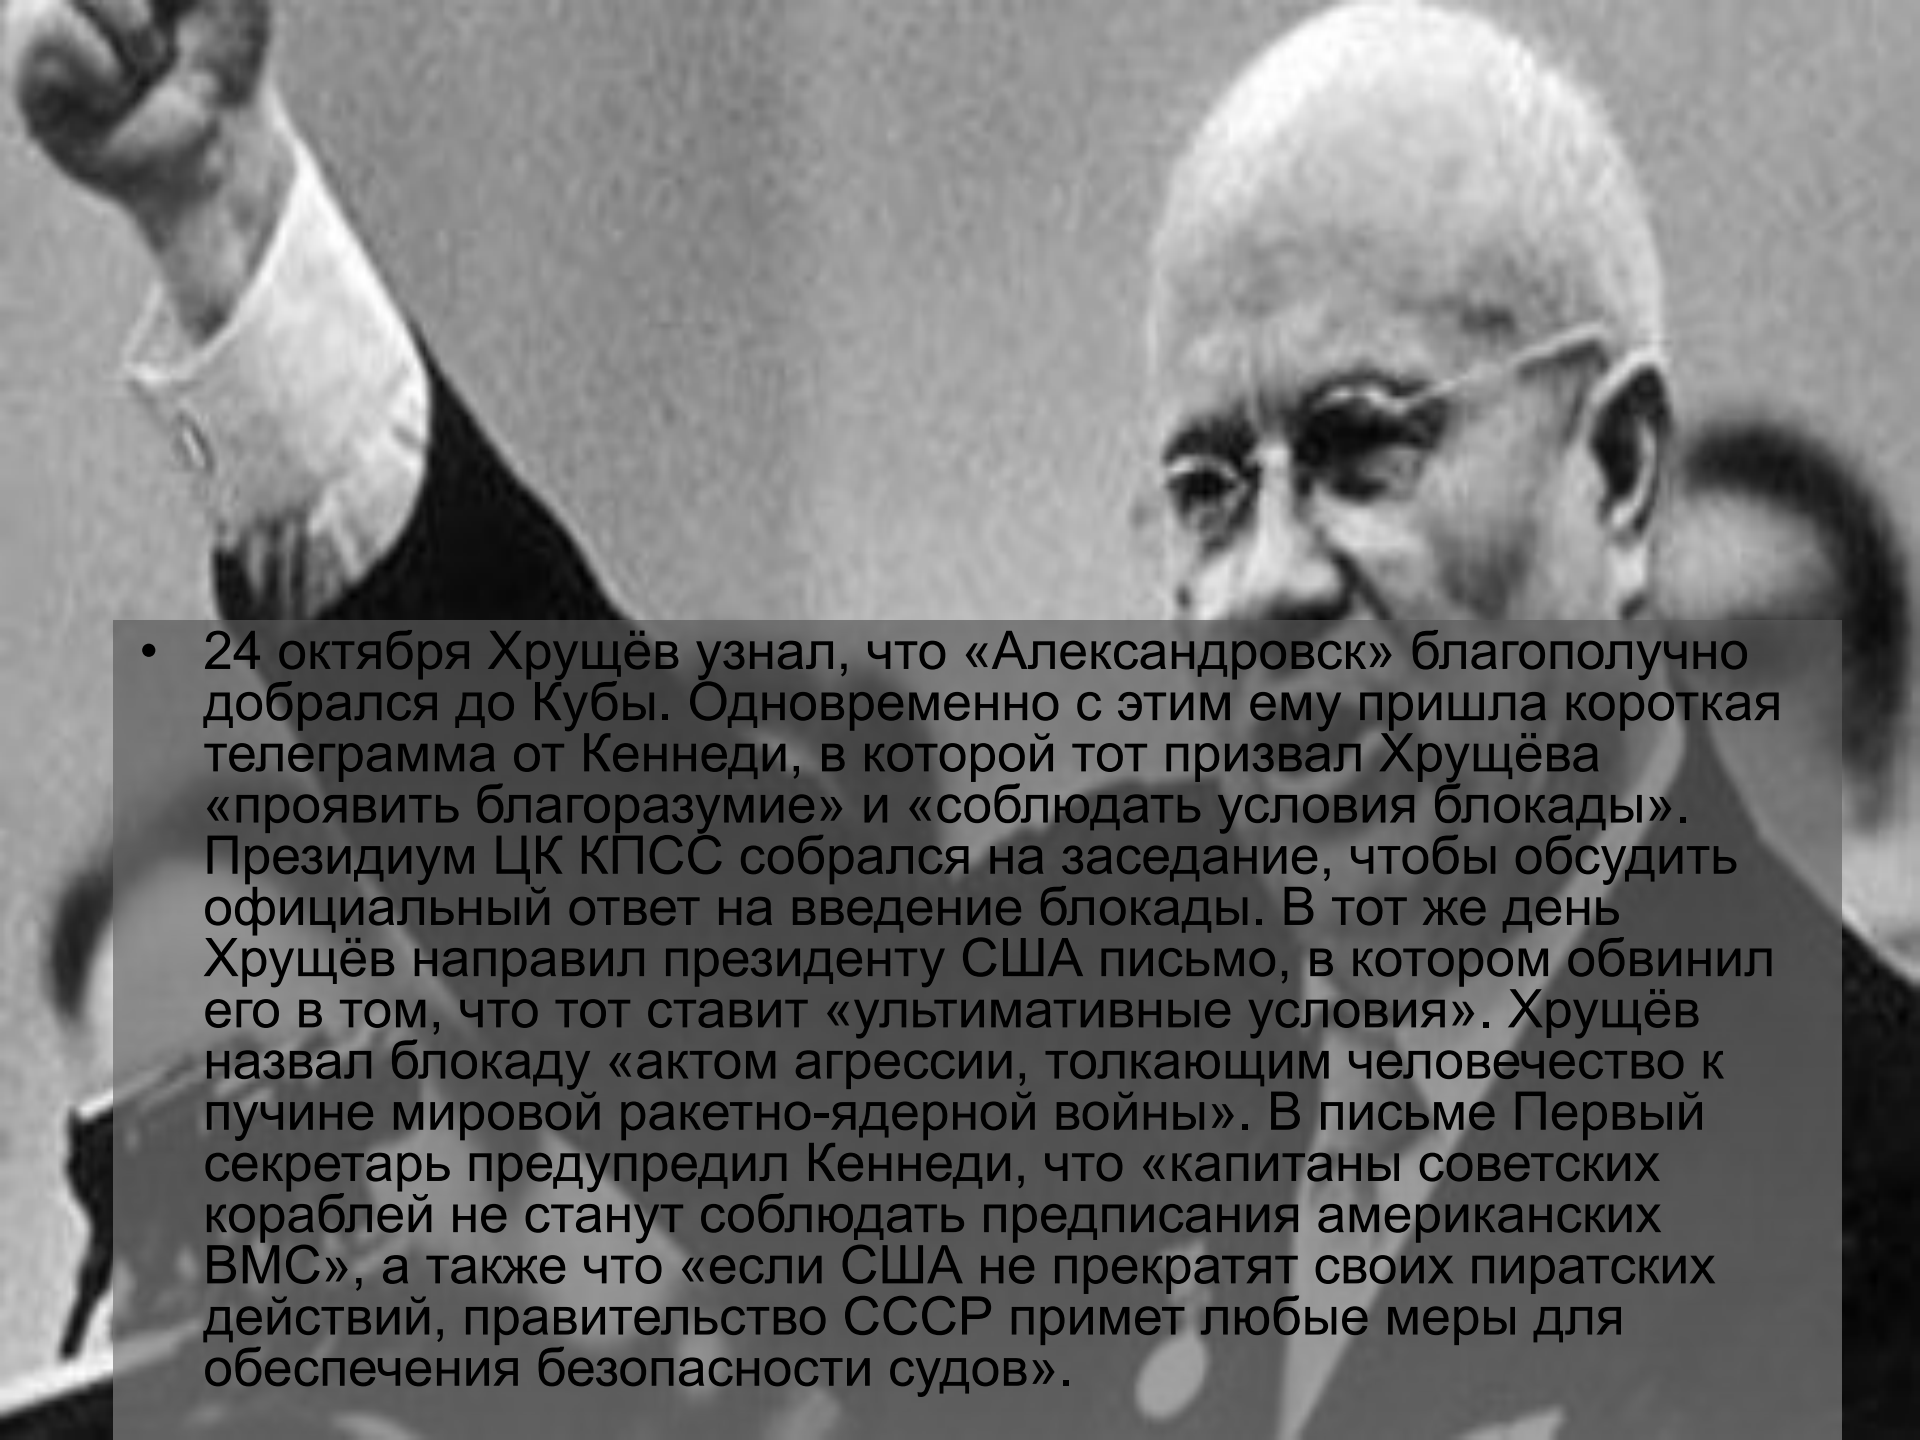 • 24 октября Хрущёв узнал, что «Александровск» благополучно
добрался до Кубы. Одновременно с этим ему пришла короткая
телеграмма от Кеннеди, в которой тот призвал Хрущёва
«проявить благоразумие» и «соблюдать условия блокады».
Президиум ЦК КПСС собрался на заседание, чтобы обсудить
официальный ответ на введение блокады. В тот же день
Хрущёв направил президенту США письмо, в котором обвинил
его в том, что тот ставит «ультимативные условия». Хрущёв
назвал блокаду «актом агрессии, толкающим человечество к
пучине мировой ракетно-ядерной войны». В письме Первый
секретарь предупредил Кеннеди, что «капитаны советских
кораблей не станут соблюдать предписания американских
ВМС», а также что «если США не прекратят своих пиратских
действий, правительство СССР примет любые меры для
обеспечения безопасности судов».